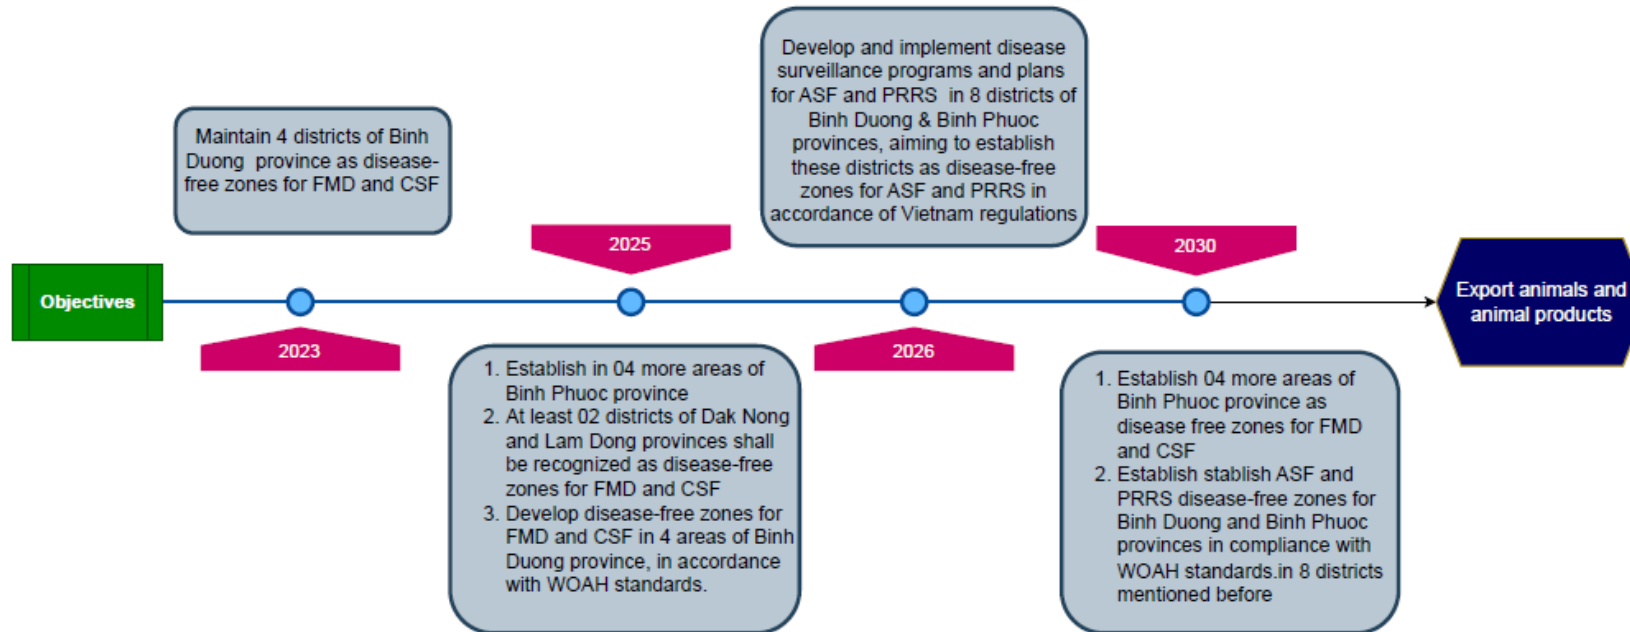 Objectives
Maintain 4 districts of Binh
Duong province as disease-
free zones for FMD and CSF
2023
2025
1. Establish in 04 more areas of
Binh Phuoc province
2. At least 02 districts of Dak Nong
and Lam Dong provinces shall
be recognized as disease-free
zones for FMD and CSF
3. Develop disease-free zones for
FMD and CSF in 4 areas of Binh
Duong province, in accordance
with WOAH standards.
Develop and implement disease
surveillance programs and plans
for ASF and PRRS in 8 districts of
Binh Duong & Binh Phuoc
provinces, aiming to establish
these districts as disease-free
zones for ASF and PRRS in
accordance of Vietnam regulations
2026
2030
1. Establish 04 more areas of
Binh Phuoc province as
disease free zones for FMD
and CSF
2. Establish stablish ASF and
PRRS disease-free zones for
Binh Duong and Binh Phuoc
provinces in compliance with
WOAH standards.in 8 districts
mentioned before
Export animals and
animal products